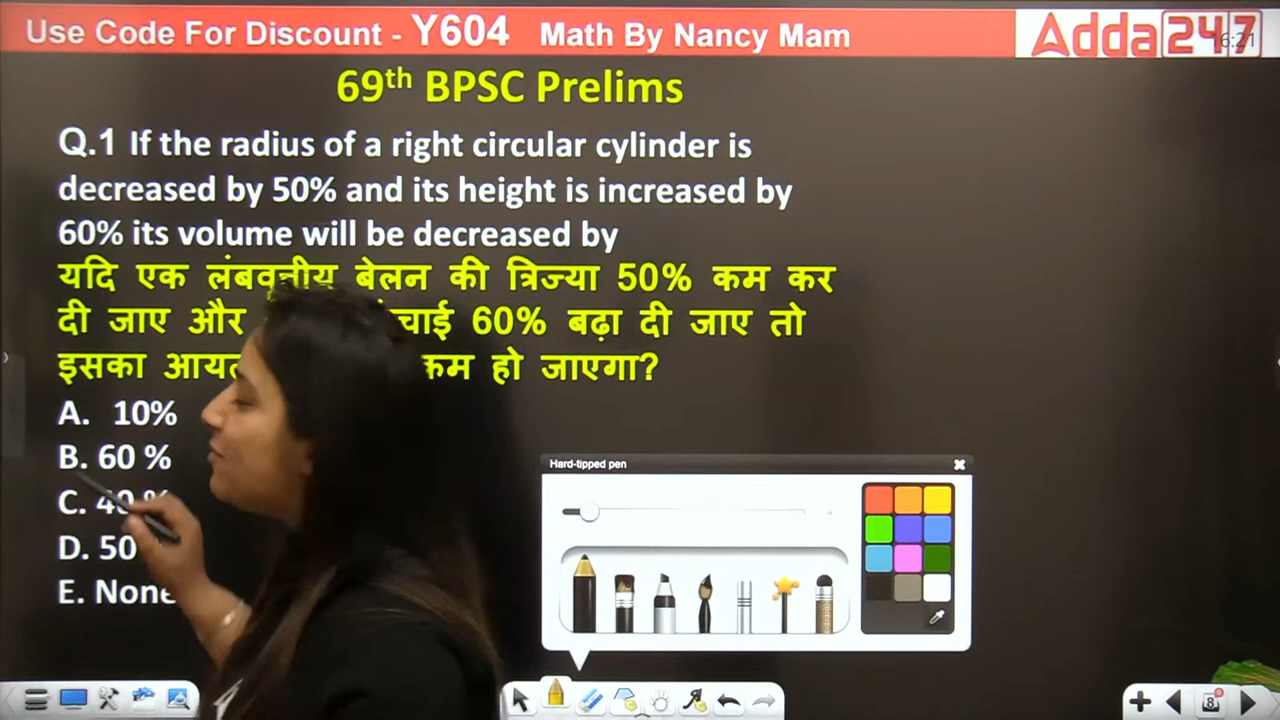 Use Code For Discount - Y604 Math By Nancy Mam
Adda247
16:21
69th BPSC Prelims
Q.1 If the radius of a right circular cylinder is
decreased by 50% and its height is increased by
60% its volume will be decreased by
यदि एक लंबवृत्तीय बेलन की त्रिज्या 50% कम कर
दी जाए और 60% बढ़ा दी जाए तो
इसका कम हो जाएगा?
A. 10%
B. 60 %
C. 40 %
D. 50
E. None
Hard-tipped pen